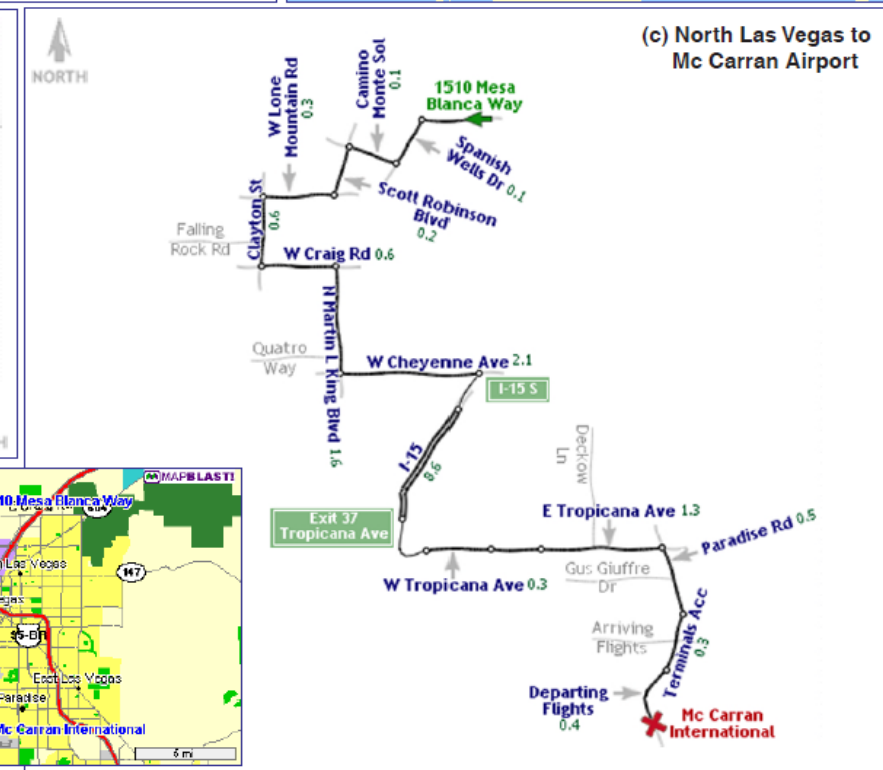 (c) North Las Vegas to
Mc Carran Airport
NORTH
W Lone
Mountain Rd
0.3
Camino
Monte Sol
0.1
1510 Mesa
Blanca Way
Spanish
Wells Dr 0.1
Scott Robinson
Blvd
0.2
Clayton St
0.6
Falling
Rock Rd
W Craig Rd 0.6
N Martin L King Blvd 1.6
Quatro
Way
W Cheyenne Ave 2.1
I-15 S
I-15
8.6
Exit 37
Tropicana Ave
W Tropicana Ave 0.3
Deckow
Ln
E Tropicana Ave 1.3
Paradise Rd 0.5
Gus Giuffre
Dr
Terminals Acc
0.3
Arriving
Flights
Departing
Flights
0.4
Mc Carran
International
MAPBLAST!
10 Mesa Blanca Way
Las Vegas
147
95-BR
East Las Vegas
Paradise
Mc Carran International
6 mi